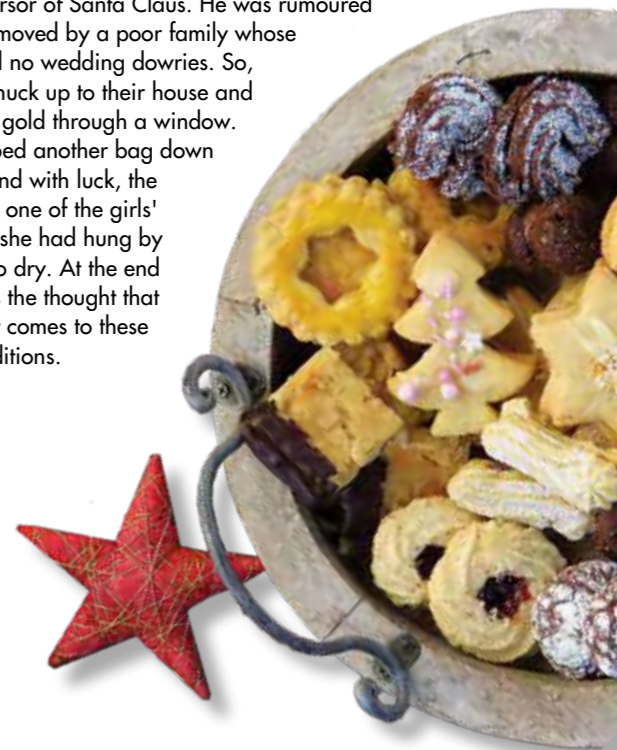 of Santa Claus. He was rumoured
moved by a poor family whose
no wedding dowries. So,
up to their house and
gold through a window.
another bag down
with luck, the
one of the girls'
she had hung by
dry. At the end
the thought that
comes to these